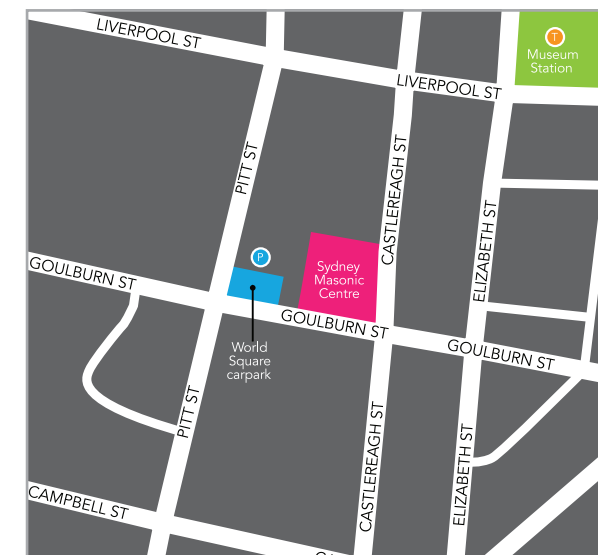 LIVERPOOL ST
T
Museum
Station
LIVERPOOL ST
PITT ST
CASTLEREAGH ST
ELIZABETH ST
P
Sydney
Masonic
Centre
GOULBURN ST
GOULBURN ST
GOULBURN ST
World
Square
carpark
PITT ST
CASTLEREAGH ST
ELIZABETH ST
CAMPBELL ST